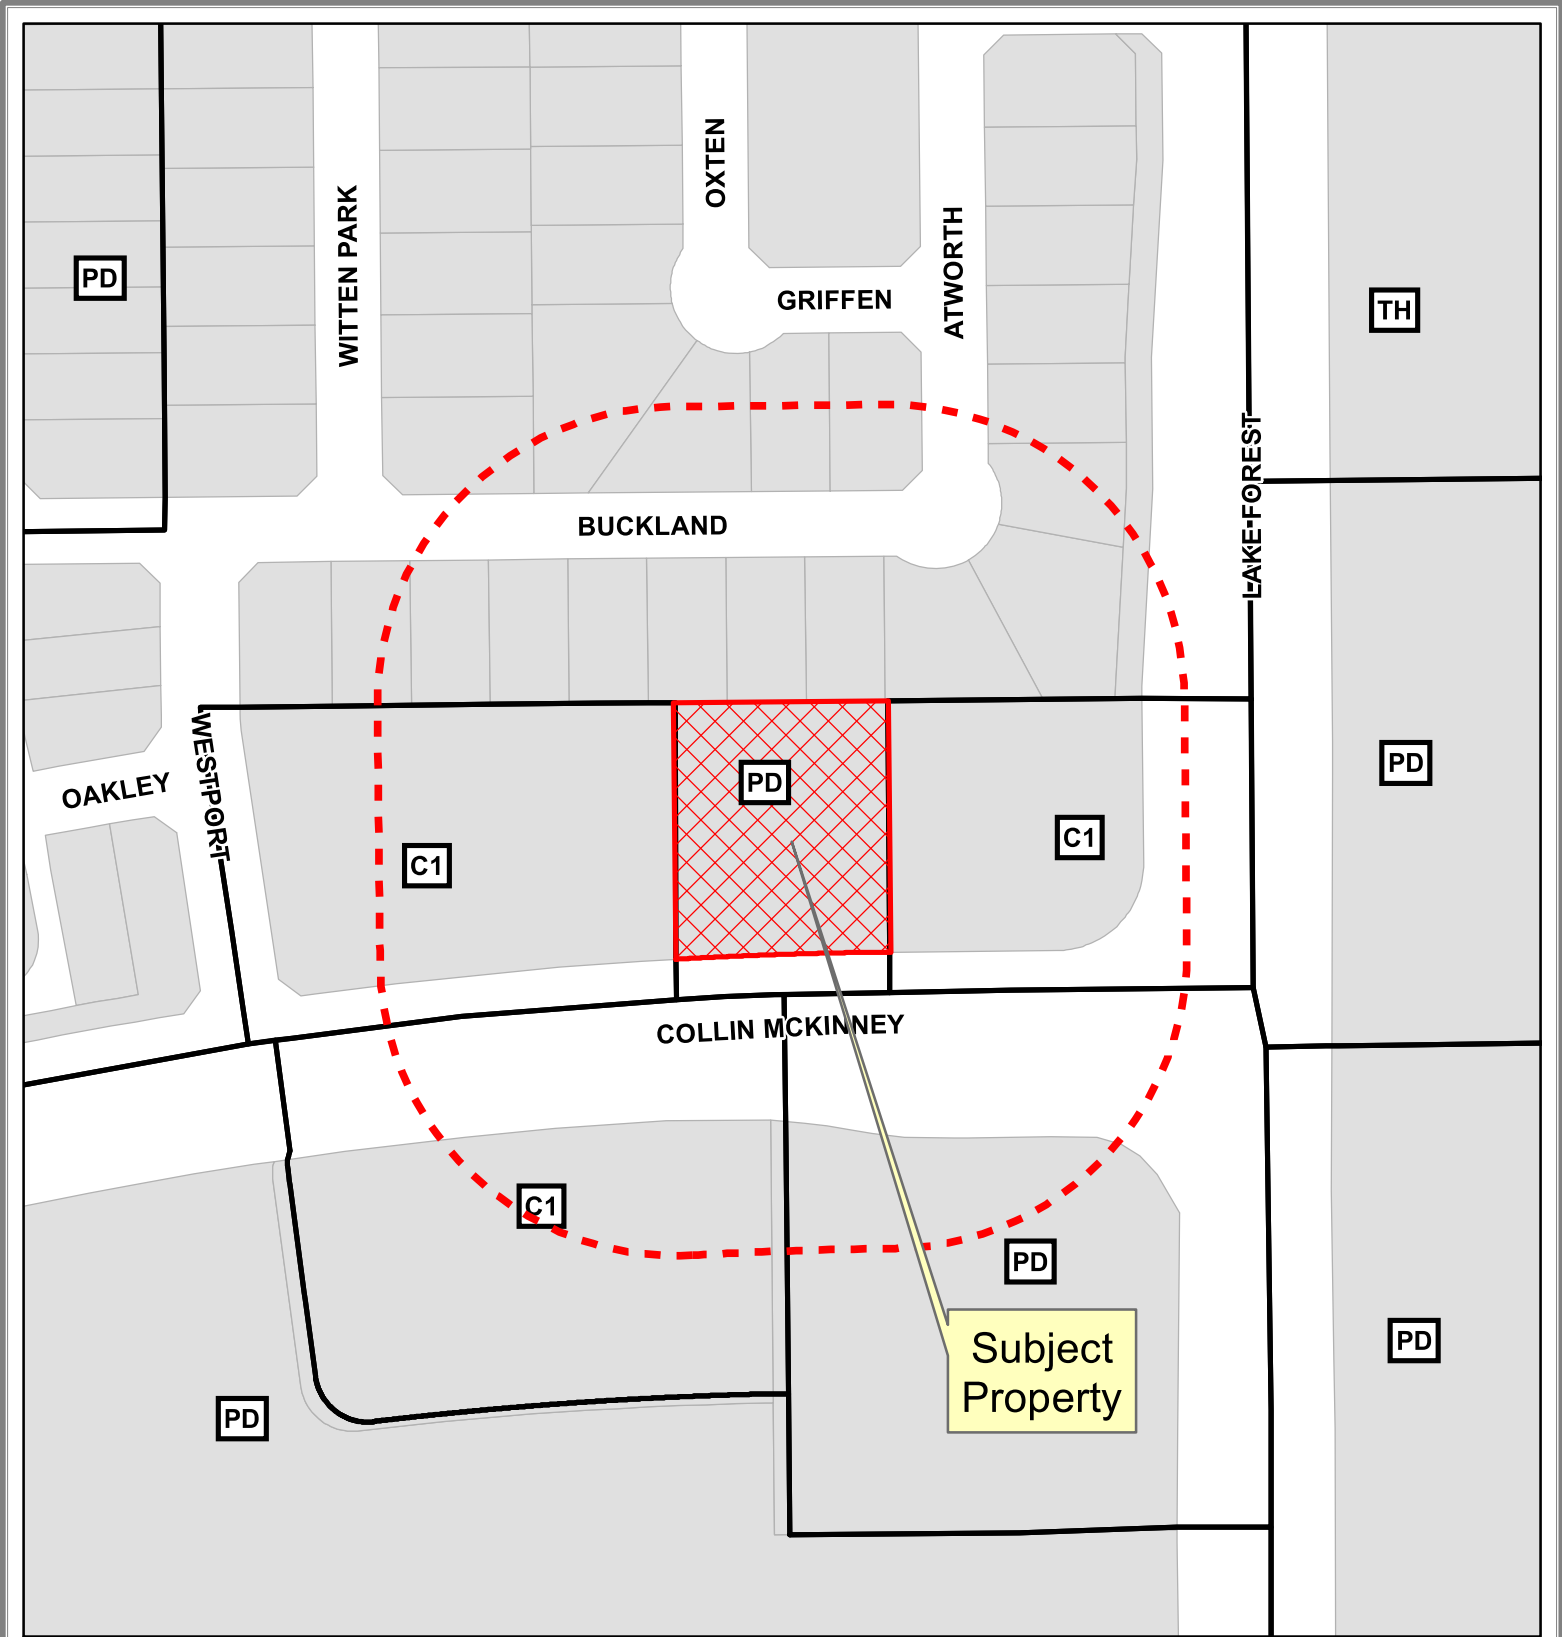 OXTEN
WITTEN PARK
ATWORTH
PD
GRIFFEN
TH
LAKE FOREST
BUCKLAND
WESTPORT
PD
PD
OAKLEY
C1
C1
COLLIN MCKINNEY
C1
PD
Subject
Property
PD
PD